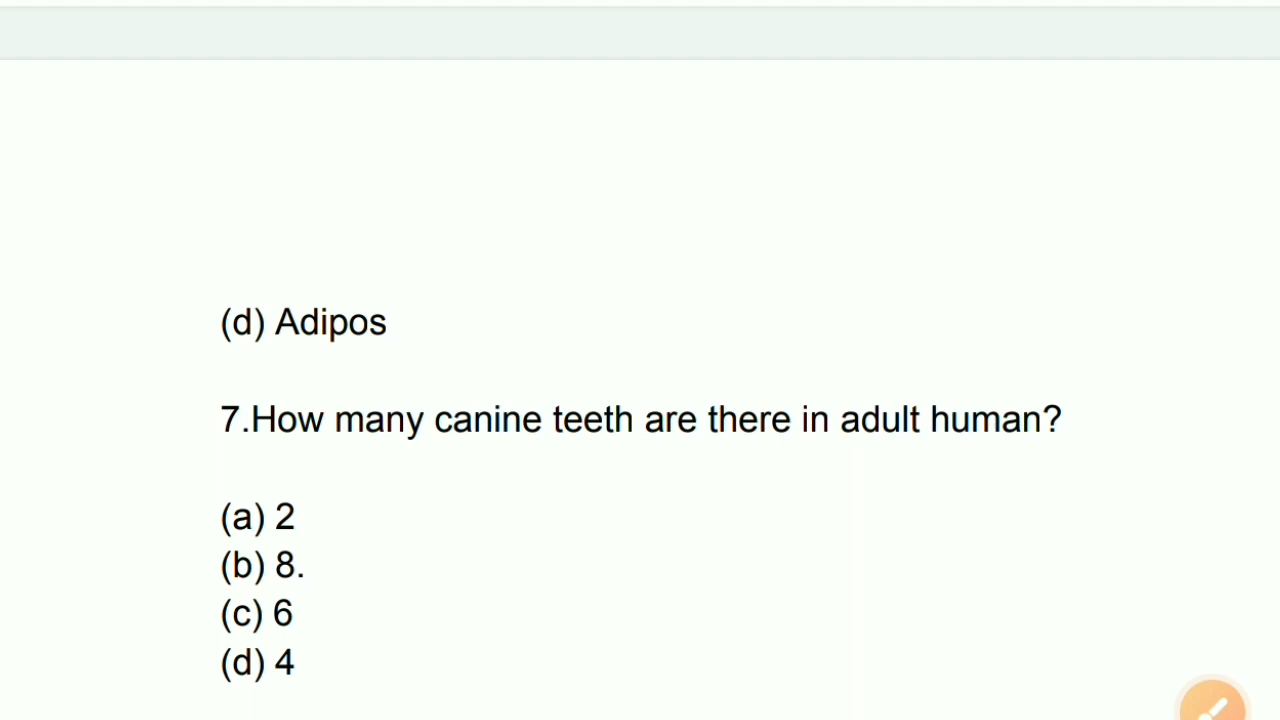 (d) Adipos
7.How many canine teeth are there in adult human?
(a) 2
(b) 8.
(c) 6
(d) 4